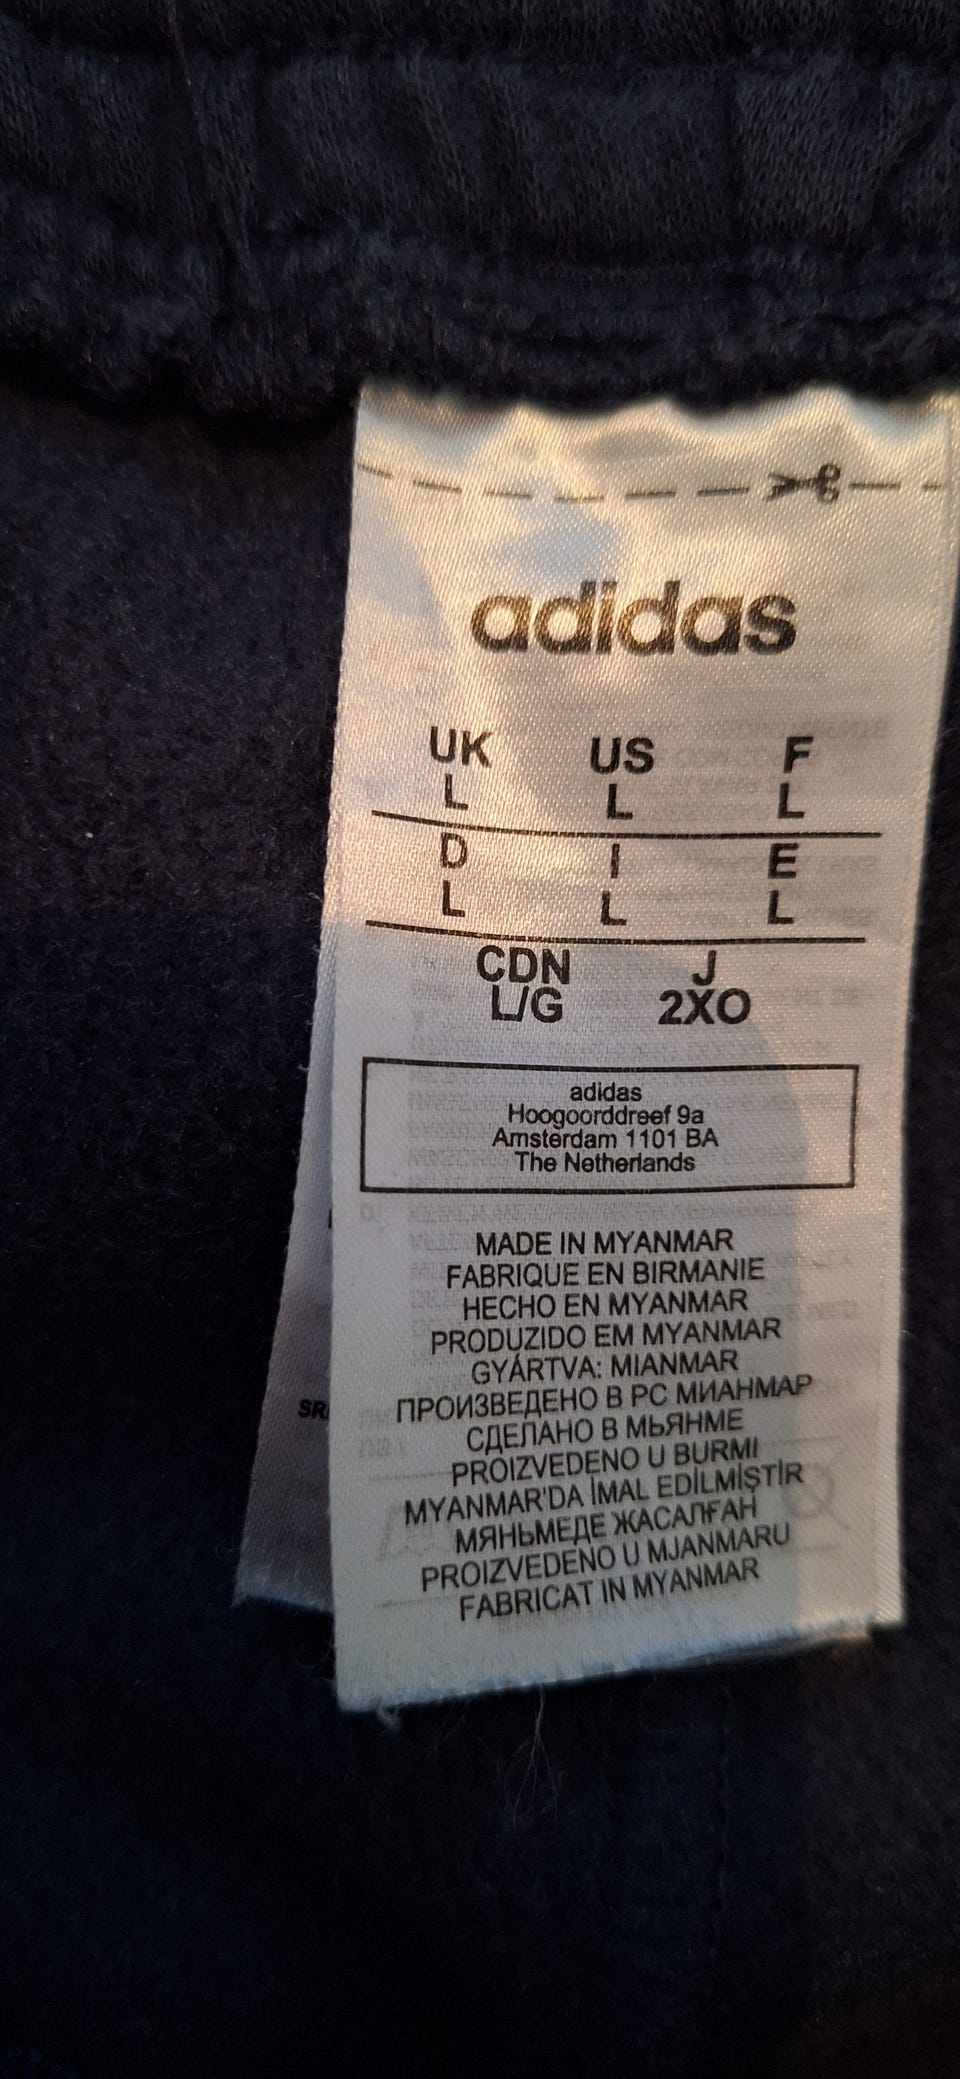 adidas
UK US F
L L L
D I E
L L L
CDN J
L/G 2XO
adidas
Hoogoorddreef 9a
Amsterdam 1101 BA
The Netherlands
MADE IN MYANMAR
FABRIQUE EN BIRMANIE
HECHO EN MYANMAR
PRODUZIDO EM MYANMAR
GYÁRTVA: MIANMAR
ПРОИЗВЕДЕНО В РС МИАНМАР
СДЕЛАНО В МЬЯНМЕ
PROIZVEDENO U BURMI
MYANMAR'DA İMAL EDİLMİŞTİR
МЯНЬМЕДЕ ЖАСАЛҒАН
PROIZVEDENO U MJANMARU
FABRICAT IN MYANMAR